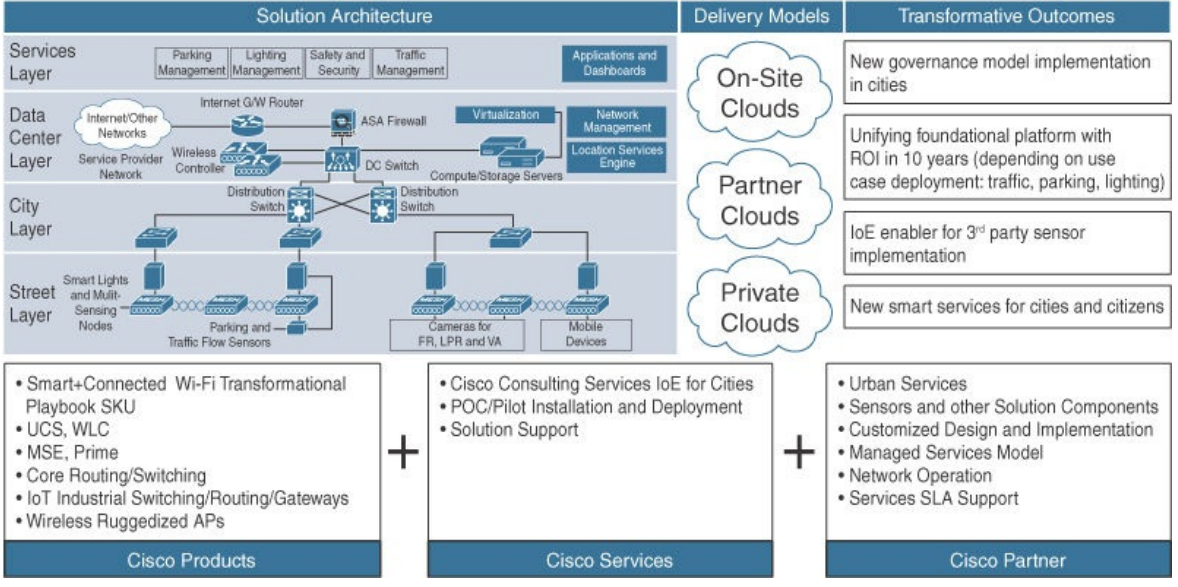 Solution Architecture
Delivery Models
Transformative Outcomes
Services
Layer
Parking
Management
Lighting
Management
Safety and
Security
Traffic
Management
Applications and
Dashboards
Data
Center
Layer
Internet/Other
Networks
Service Provider
Network
Internet G/W Router
ASA Firewall
Wireless
Controller
DC Switch
Virtualization
Network
Management
Location Services
Engine
Compute/Storage Servers
City
Layer
Distribution
Switch
Distribution
Switch
Street
Layer
Smart Lights
and Mulit-
Sensing
Nodes
Parking and
Traffic Flow Sensors
Cameras for
FR, LPR and VA
Mobile
Devices
On-Site
Clouds
Partner
Clouds
Private
Clouds
New governance model implementation
in cities
Unifying foundational platform with
ROI in 10 years (depending on use
case deployment: traffic, parking, lighting)
IoE enabler for 3rd party sensor
implementation
New smart services for cities and citizens
• Smart+Connected Wi-Fi Transformational
Playbook SKU
• UCS, WLC
• MSE, Prime
• Core Routing/Switching
• IoT Industrial Switching/Routing/Gateways
• Wireless Ruggedized APs
Cisco Products
+
• Cisco Consulting Services IoE for Cities
• POC/Pilot Installation and Deployment
• Solution Support
Cisco Services
+
• Urban Services
• Sensors and other Solution Components
• Customized Design and Implementation
• Managed Services Model
• Network Operation
• Services SLA Support
Cisco Partner